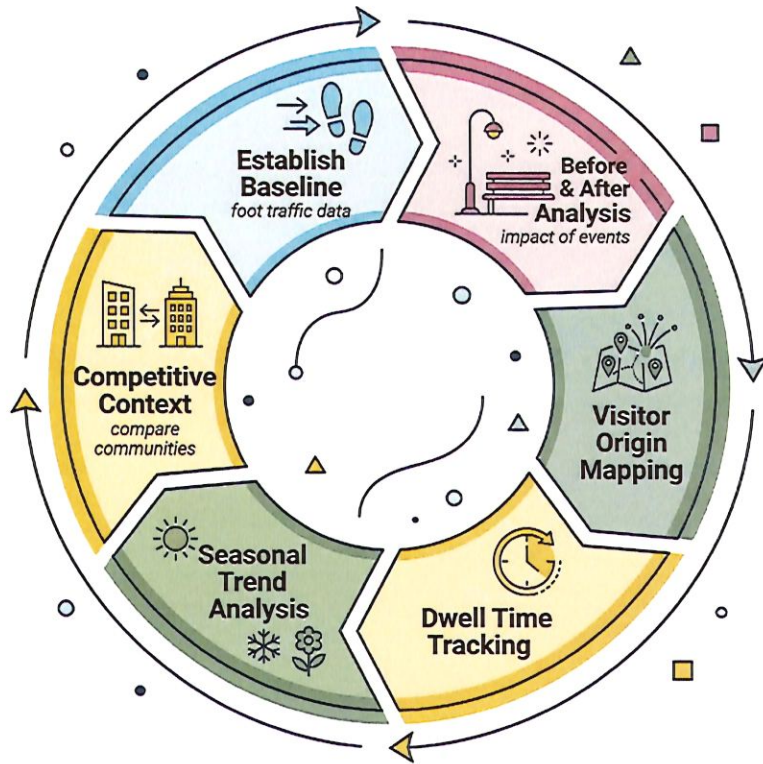 Establish
Baseline
foot traffic data
Before
& After
Analysis
impact of events
Visitor
Origin
Mapping
Dwell Time
Tracking
Seasonal
Trend
Analysis
Competitive
Context
compare
communities